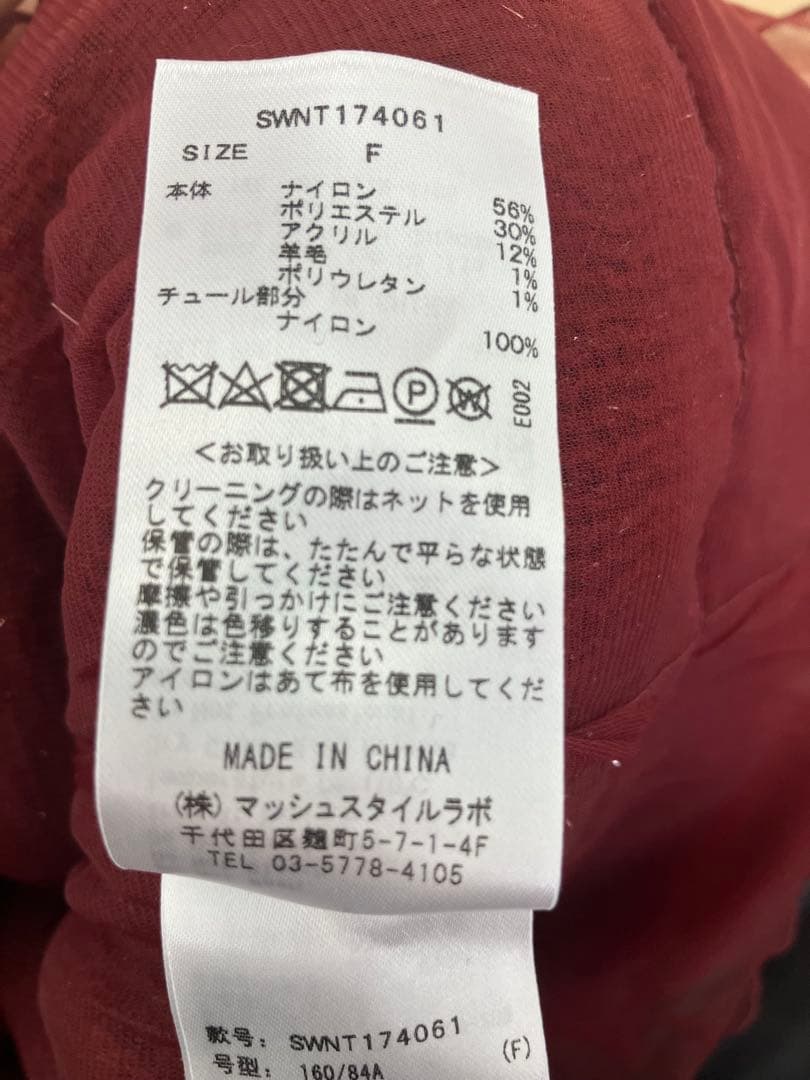 SWNT174061
SIZE F
本体 ナイロン 56%
ポリエステル 30%
アクリル 12%
羊毛 1%
ポリウレタン 1%
チュール部分
ナイロン 100%
P W E002
<お取り扱い上のご注意>
クリーニングの際はネットを使用
してください
保管の際は、たたんで平らな状態
で保管してください
摩擦や引っかけにご注意ください
濃色は色移りすることがあります
のでご注意ください
アイロンはあて布を使用してくだ
さい
MADE IN CHINA
(株)マッシュスタイルラボ
千代田区麹町5-7-1-4F
TEL 03-5778-4105
款号: SWNT174061
号型: 160/84A (F)